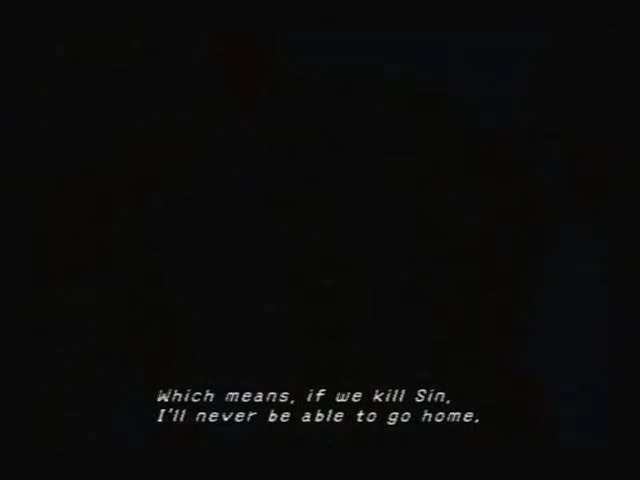 Which means, if we kill Sin,
I'll never be able to go home.